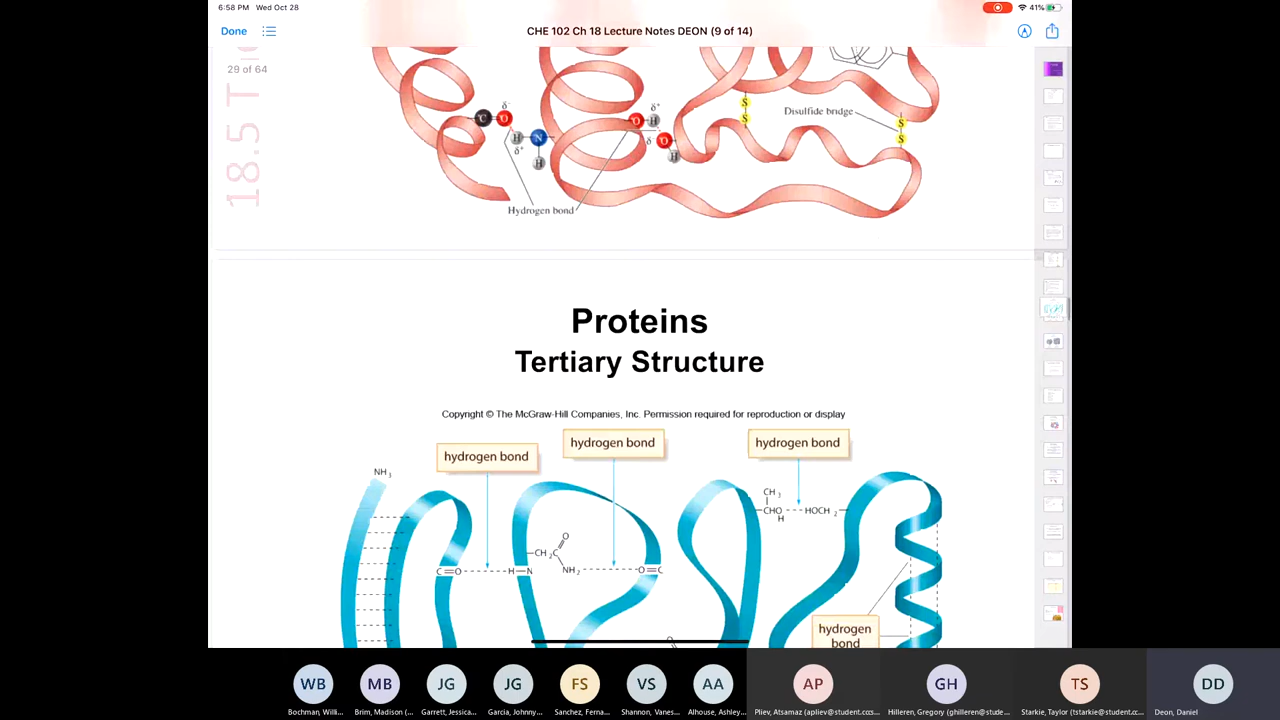 6:58 PM Wed Oct 28
41%
Done
CHE 102 Ch 18 Lecture Notes DEON (9 of 14)
29 of 64
18.5 T
δ-
C O
H N
δ+
H
δ+
O H
δ- O
H
S
S
Disulfide bridge
S
S
Hydrogen bond
Proteins
Tertiary Structure
Copyright © The McGraw-Hill Companies, Inc. Permission required for reproduction or display
hydrogen bond
hydrogen bond
hydrogen bond
NH3
CH3
CHO HOCH2
H
O
CH2C
NH2 O=C
C=O H-N
O
hydrogen
bond
WB MB JG JG FS VS AA AP GH TS DD
Bochman, Willi... Brim, Madison (... Garrett, Jessica... Garcia, Johnny... Sanchez, Ferna... Shannon, Vanes... Alhouse, Ashley... Pliev, Atsamaz (apliev@student.ccs... Hilleren, Gregory (ghilleren@stude... Starkie, Taylor (tstarkie@student.cc... Deon, Daniel